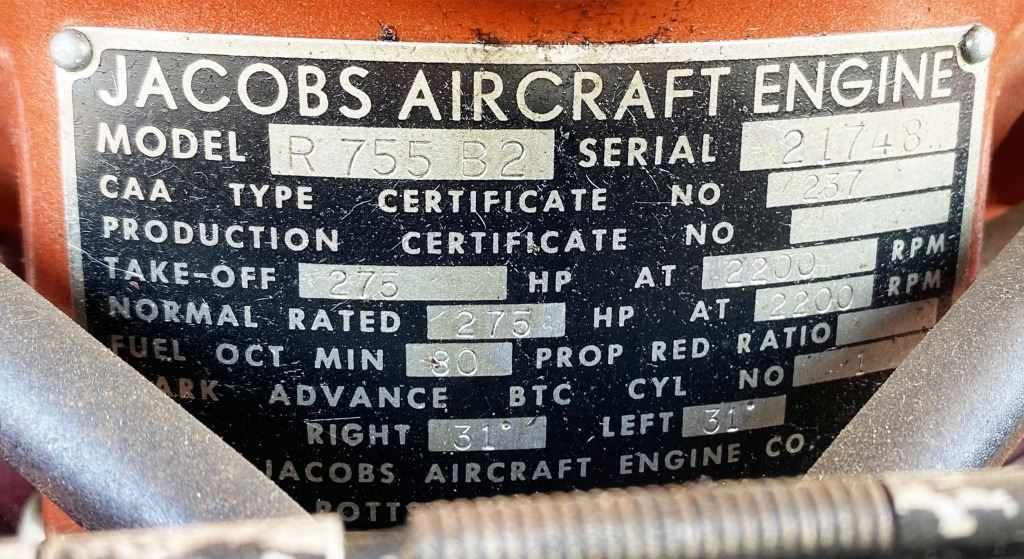 JACOBS AIRCRAFT ENGINE
MODEL R 755 B2 SERIAL 21748
CAA TYPE CERTIFICATE NO 237
PRODUCTION CERTIFICATE NO
TAKE-OFF 275 HP AT 2200 RPM
NORMAL RATED 275 HP AT 2200 RPM
FUEL OCT MIN 80 PROP RED RATIO
ADVANCE BTC CYL NO 1
RIGHT 31° LEFT 31°
JACOBS AIRCRAFT ENGINE CO.